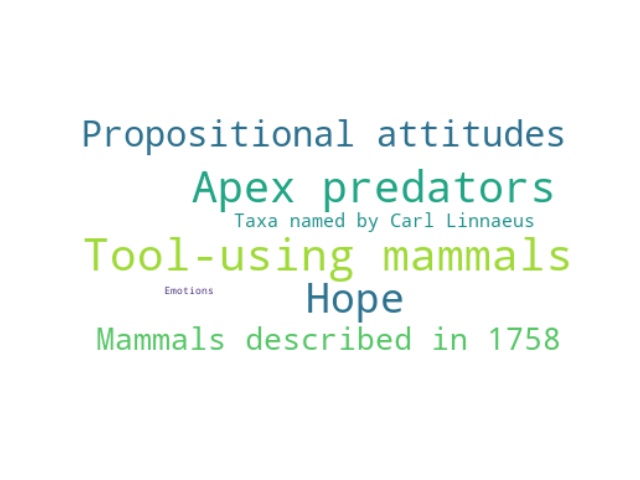 Propositional attitudes
Apex predators
Taxa named by Carl Linnaeus
Tool-using mammals
Emotions
Hope
Mammals described in 1758